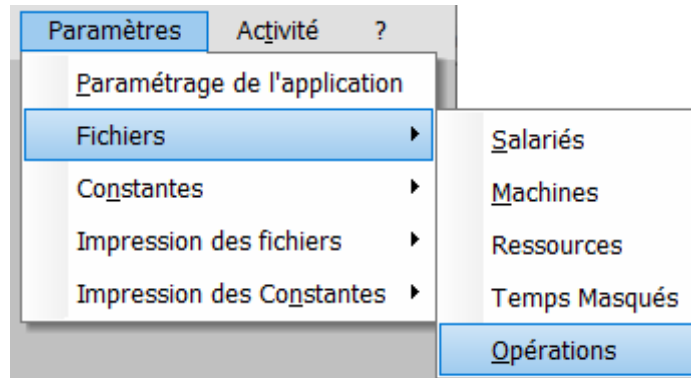 Paramètres Activité ?
Paramétrage de l'application
Fichiers
Constantes
Impression des fichiers
Impression des Constantes
Salariés
Machines
Ressources
Temps Masqués
Opérations